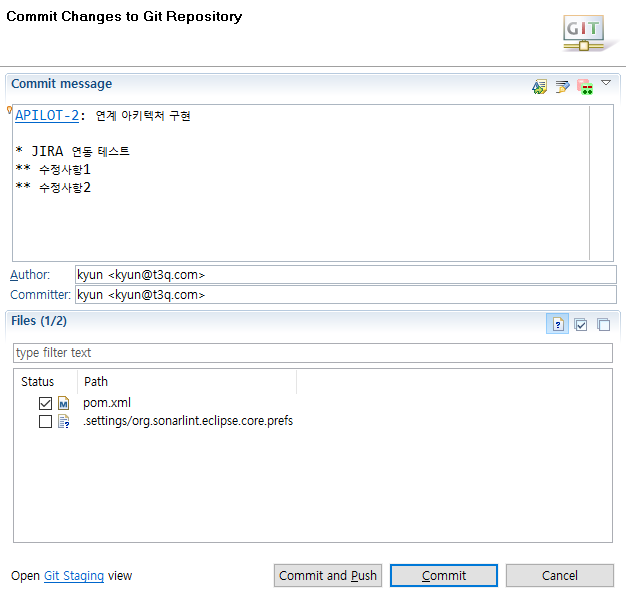 Commit Changes to Git Repository
GIT
Commit message
APILOT-2: 연계 아키텍처 구현
* JIRA 연동 테스트
** 수정사항1
** 수정사항2
Author: kyun <kyun@t3q.com>
Committer: kyun <kyun@t3q.com>
Files (1/2)
type filter text
Status Path
pom.xml
.settings/org.sonarlint.eclipse.core.prefs
Open Git Staging view Commit and Push Commit Cancel